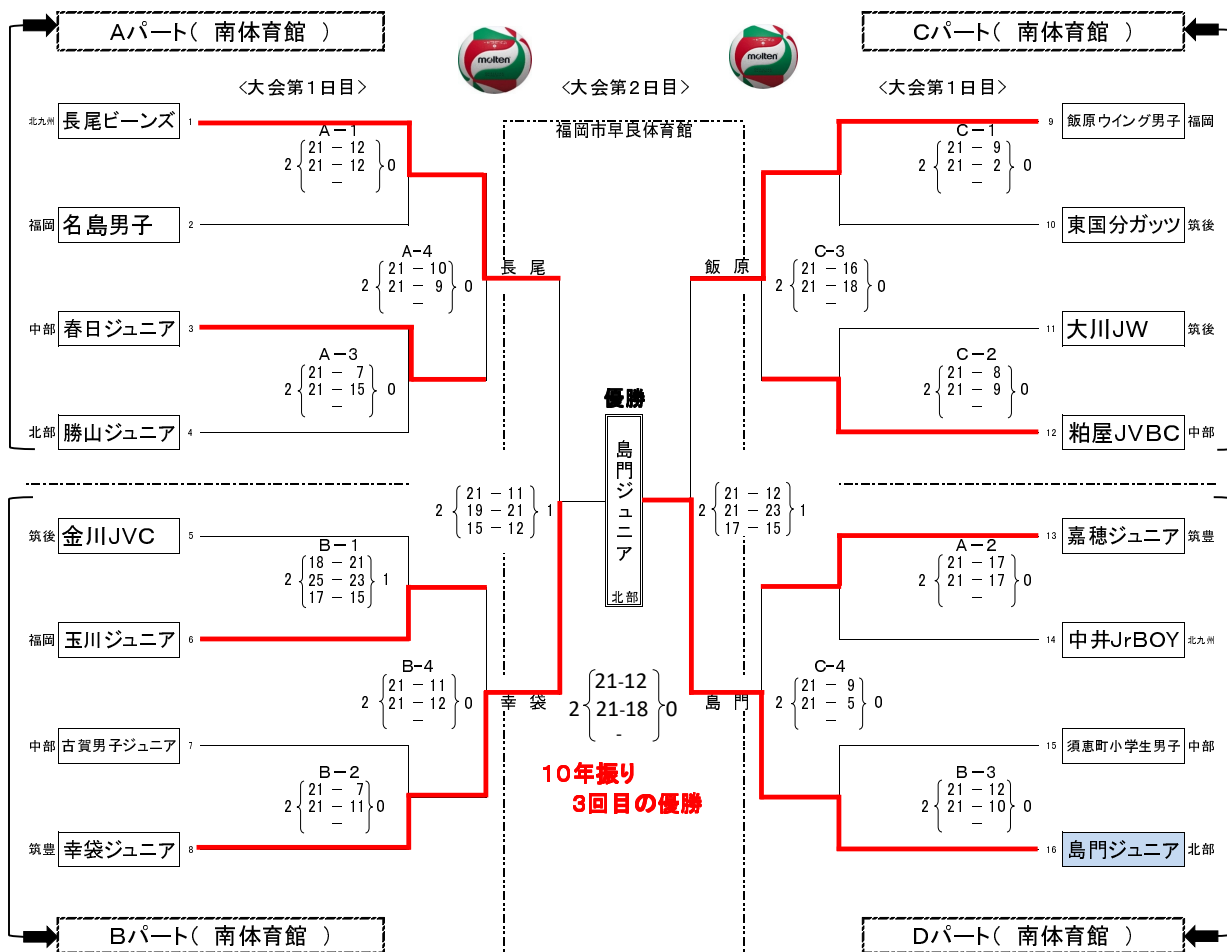 Aパート( 南体育館 )
Cパート( 南体育館 )
molten
molten
<大会第1日目>
<大会第2日目>
<大会第1日目>
福岡市早良体育館
北九州 長尾ビーンズ 1
A-1
2 21 - 12 0
21 - 12
-
福岡 名島男子 2
A-4
2 21 - 10 0
21 - 9
-
長尾
中部 春日ジュニア 3
A-3
2 21 - 7 0
21 - 15
-
北部 勝山ジュニア 4
9 飯原ウイング男子 福岡
C-1
2 21 - 9 0
21 - 2
-
10 東国分ガッツ 筑後
飯原
C-3
2 21 - 16 0
21 - 18
-
11 大川JW 筑後
C-2
2 21 - 8 0
21 - 9
-
12 粕屋JVBC 中部
優勝
島門ジュニア
北部
2 21 - 11 1
19 - 21
15 - 12
2 21 - 12 1
21 - 23
17 - 15
筑後 金川JVC 5
B-1
2 18 - 21 1
25 - 23
17 - 15
福岡 玉川ジュニア 6
B-4
2 21 - 11 0
21 - 12
-
幸袋
中部 古賀男子ジュニア 7
B-2
2 21 - 7 0
21 - 11
-
筑豊 幸袋ジュニア 8
2 21-12 0
21-18
-
10年振り
3回目の優勝
13 嘉穂ジュニア 筑豊
A-2
2 21 - 17 0
21 - 17
-
14 中井JrBOY 北九州
島門
C-4
2 21 - 9 0
21 - 5
-
15 須恵町小学生男子 中部
B-3
2 21 - 12 0
21 - 10
-
16 島門ジュニア 北部
Bパート( 南体育館 )
Dパート( 南体育館 )